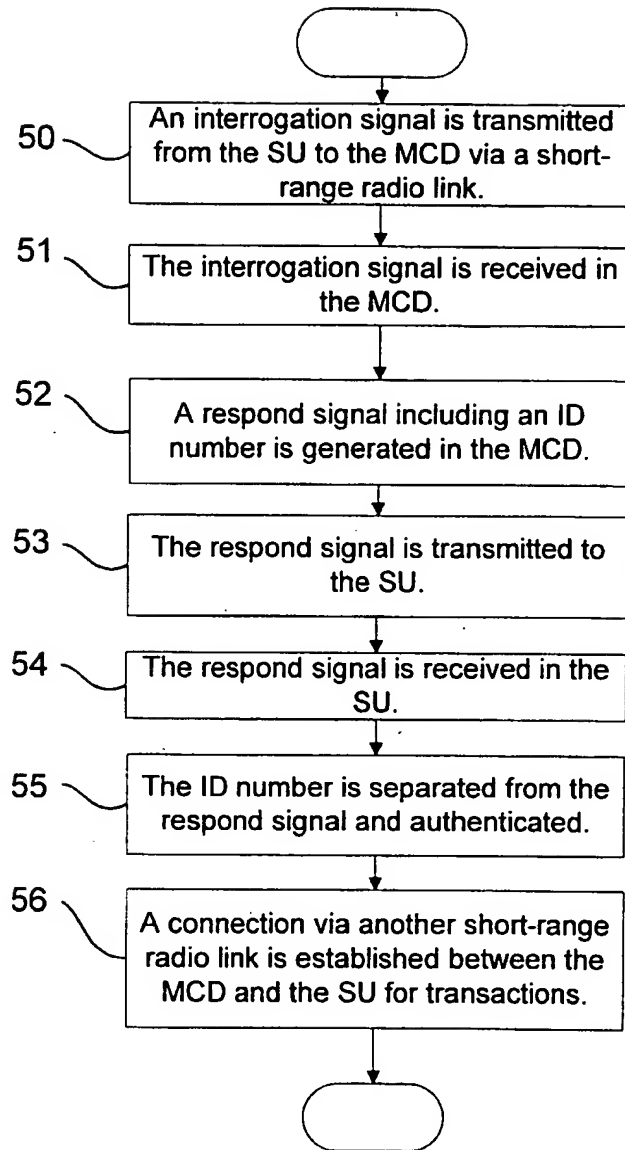 50
An interrogation signal is transmitted
from the SU to the MCD via a short-
range radio link.
51
The interrogation signal is received in
the MCD.
52
A respond signal including an ID
number is generated in the MCD.
53
The respond signal is transmitted to
the SU.
54
The respond signal is received in the
SU.
55
The ID number is separated from the
respond signal and authenticated.
56
A connection via another short-range
radio link is established between the
MCD and the SU for transactions.